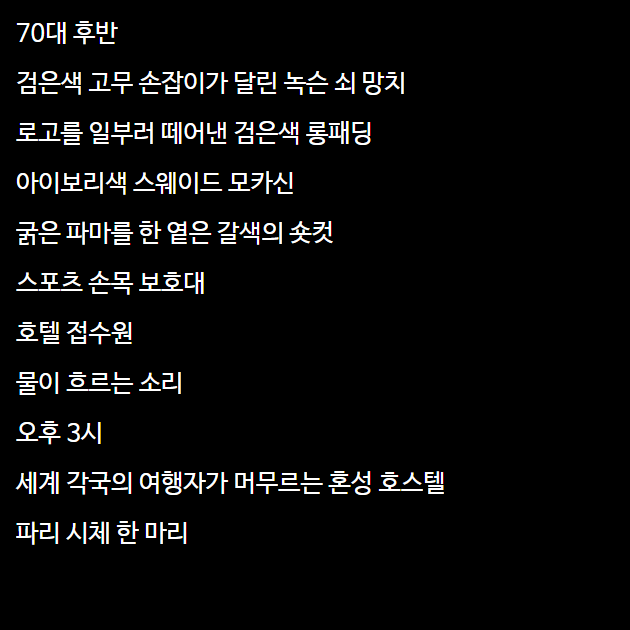 70대 후반
검은색 고무 손잡이가 달린 녹슨 쇠 망치
로고를 일부러 떼어낸 검은색 롱패딩
아이보리색 스웨이드 모카신
굵은 파마를 한 옅은 갈색의 숏컷
스포츠 손목 보호대
호텔 접수원
물이 흐르는 소리
오후 3시
세계 각국의 여행자가 머무르는 혼성 호스텔
파리 시체 한 마리